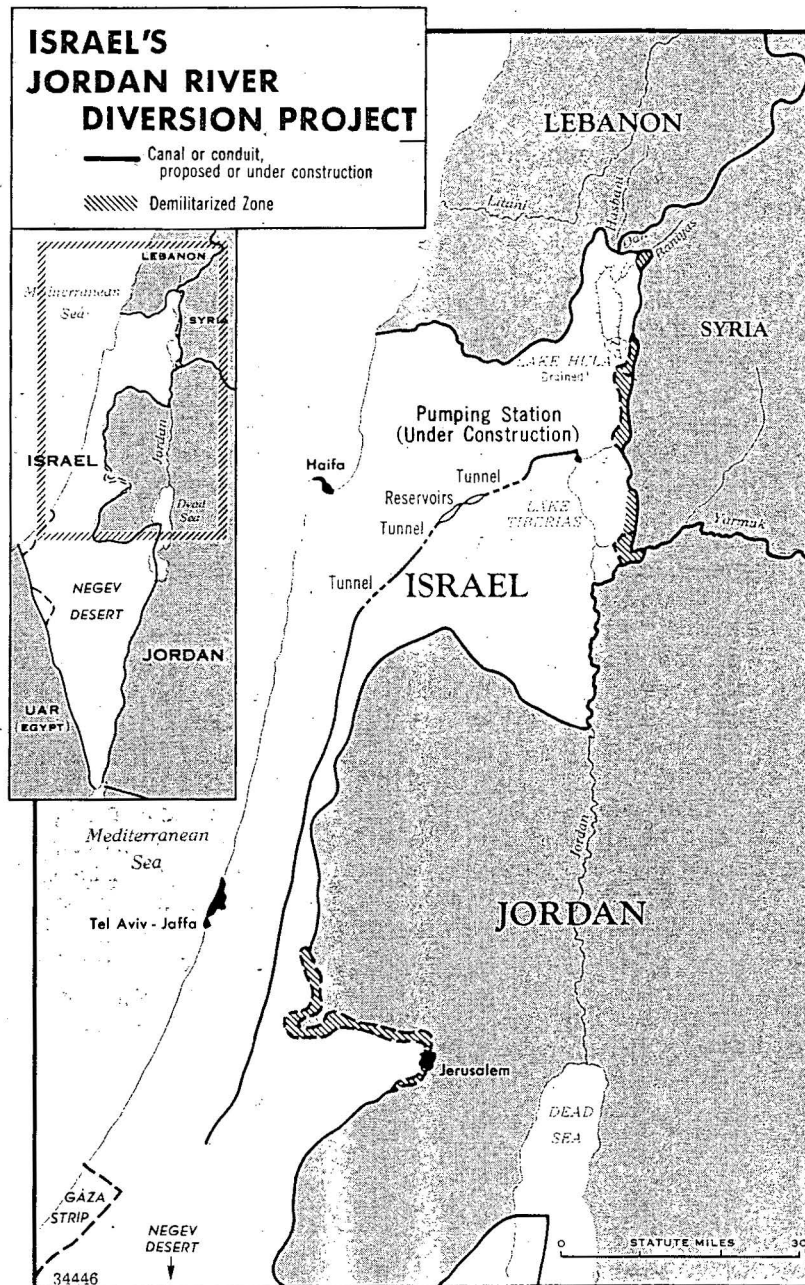 ISRAEL'S
JORDAN RIVER
DIVERSION PROJECT
Canal or conduit,
proposed or under construction
Demilitarized Zone
LEBANON
Mediterranean
Sea
SYRIA
ISRAEL
Jordan
Dead
Sea
NEGEV
DESERT
JORDAN
UAR
(EGYPT)
LEBANON
Litani
Hasbani
Dan
Baniyas
SYRIA
LAKE HULA
Drained
Pumping Station
(Under Construction)
Haifa
Tunnel
Reservoirs
Tunnel
LAKE
TIBERIAS
Yarmuk
Tunnel
ISRAEL
Mediterranean
Sea
Jordan
Tel Aviv - Jaffa
JORDAN
Jerusalem
DEAD
SEA
GAZA
STRIP
NEGEV
DESERT
0 STATUTE MILES 30
34446